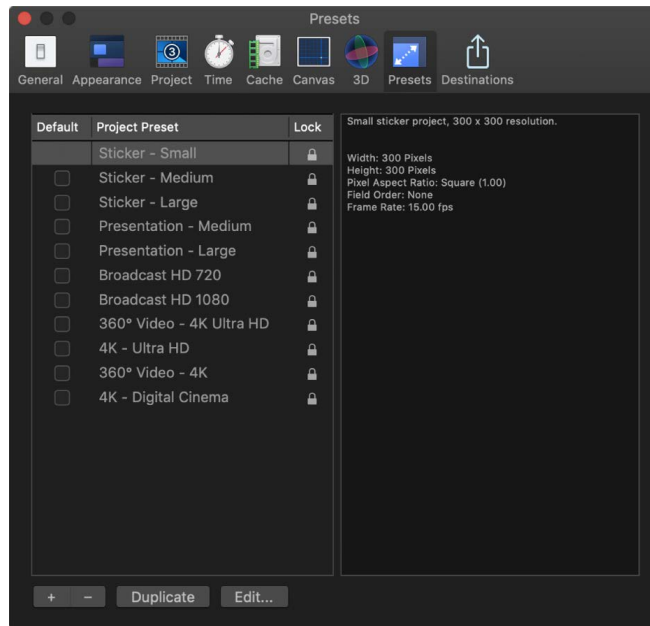 Presets
General Appearance Project Time Cache Canvas 3D Presets Destinations
Default Project Preset Lock
Sticker - Small
Sticker - Medium
Sticker - Large
Presentation - Medium
Presentation - Large
Broadcast HD 720
Broadcast HD 1080
360° Video - 4K Ultra HD
4K - Ultra HD
360° Video - 4K
4K - Digital Cinema
Small sticker project, 300 x 300 resolution.
Width: 300 Pixels
Height: 300 Pixels
Pixel Aspect Ratio: Square (1.00)
Field Order: None
Frame Rate: 15.00 fps
+ - Duplicate Edit...